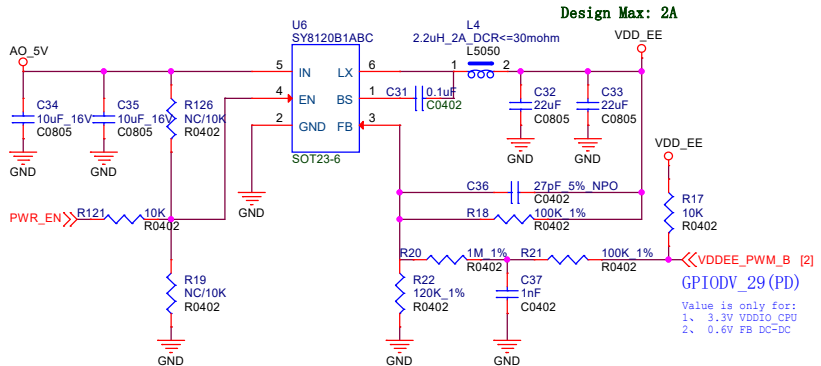 Design Max: 2A
U6
SY8120B1ABC
L4
2.2uH_2A_DCR<=30mohm
L5050
VDD_EE
AO_5V
5
IN
LX
6
1
2
4
EN
BS
1
C31
0.1uF
C0402
2
GND
FB
3
SOT23-6
C34
10uF_16V
C0805
C35
10uF_16V
C0805
R126
NC/10K
R0402
C32
22uF
C0805
C33
22uF
C0805
GND
GND
GND
GND
GND
VDD_EE
C36
27pF_5%_NPO
C0402
R17
10K
R0402
PWR_EN
R121
10K
R0402
R18
100K_1%
R0402
R20
1M_1%
R0402
R21
100K_1%
R0402
VDDEE_PWM_B [2]
GPIODV_29(PD)
R19
NC/10K
R0402
R22
120K_1%
R0402
C37
1nF
C0402
Value is only for:
1、 3.3V VDDIO_CPU
2、 0.6V FB DC-DC
GND
GND
GND